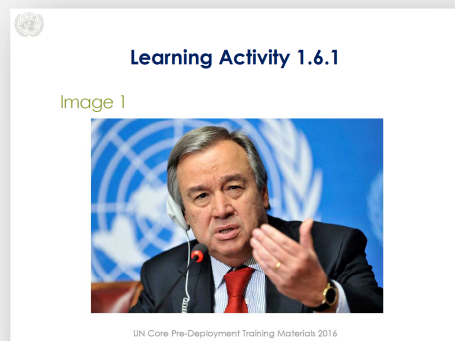 Learning Activity 1.6.1
Image 1
UN Core Pre-Deployment Training Materials 2016